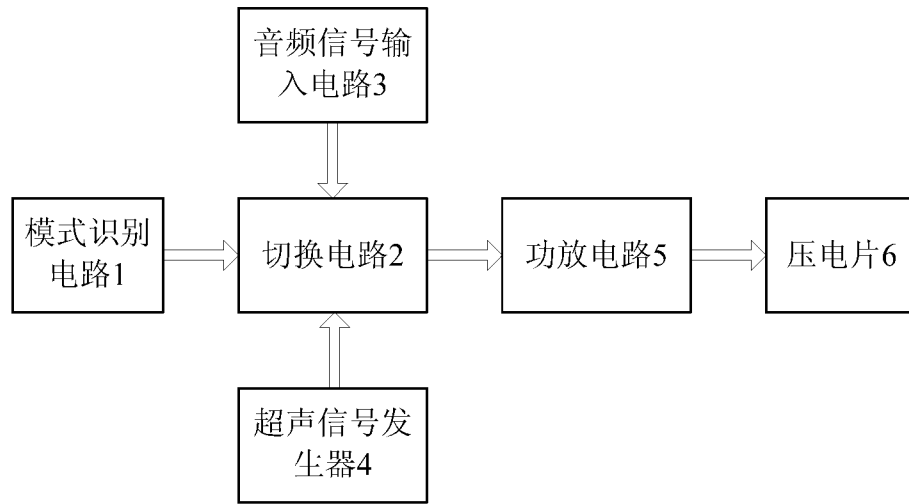 音频信号输
入电路3
模式识别
电路1
切换电路2
功放电路5
压电片6
超声信号发
生器4